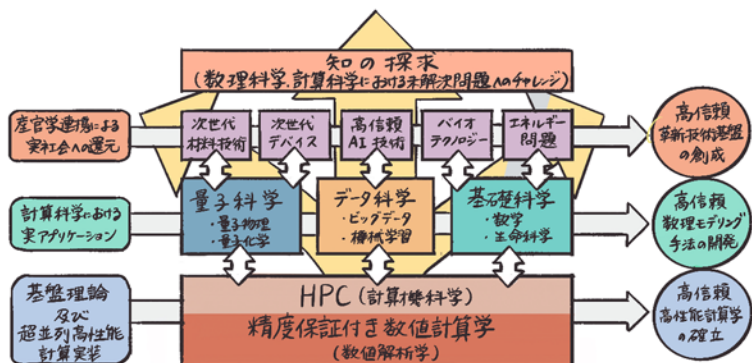 知の探求
(数理科学、計算科学における未解決問題へのチャレンジ)
産官学連携による
実社会への還元
次世代
材料技術
次世代
デバイス
高信頼
AI技術
バイオ
テクノロジー
エネルギー
問題
高信頼
革新技術基盤
の創成
計算科学における
実アプリケーション
量子科学
・量子物理
・量子化学
データ科学
・ビッグデータ
・機械学習
基礎科学
・数学
・生命科学
高信頼
数理モデリング
手法の開発
基盤理論
及び
超並列高性能
計算実装
HPC (計算機科学)
精度保証付き数値計算学
(数値解析学)
高信頼
高性能計算学
の確立